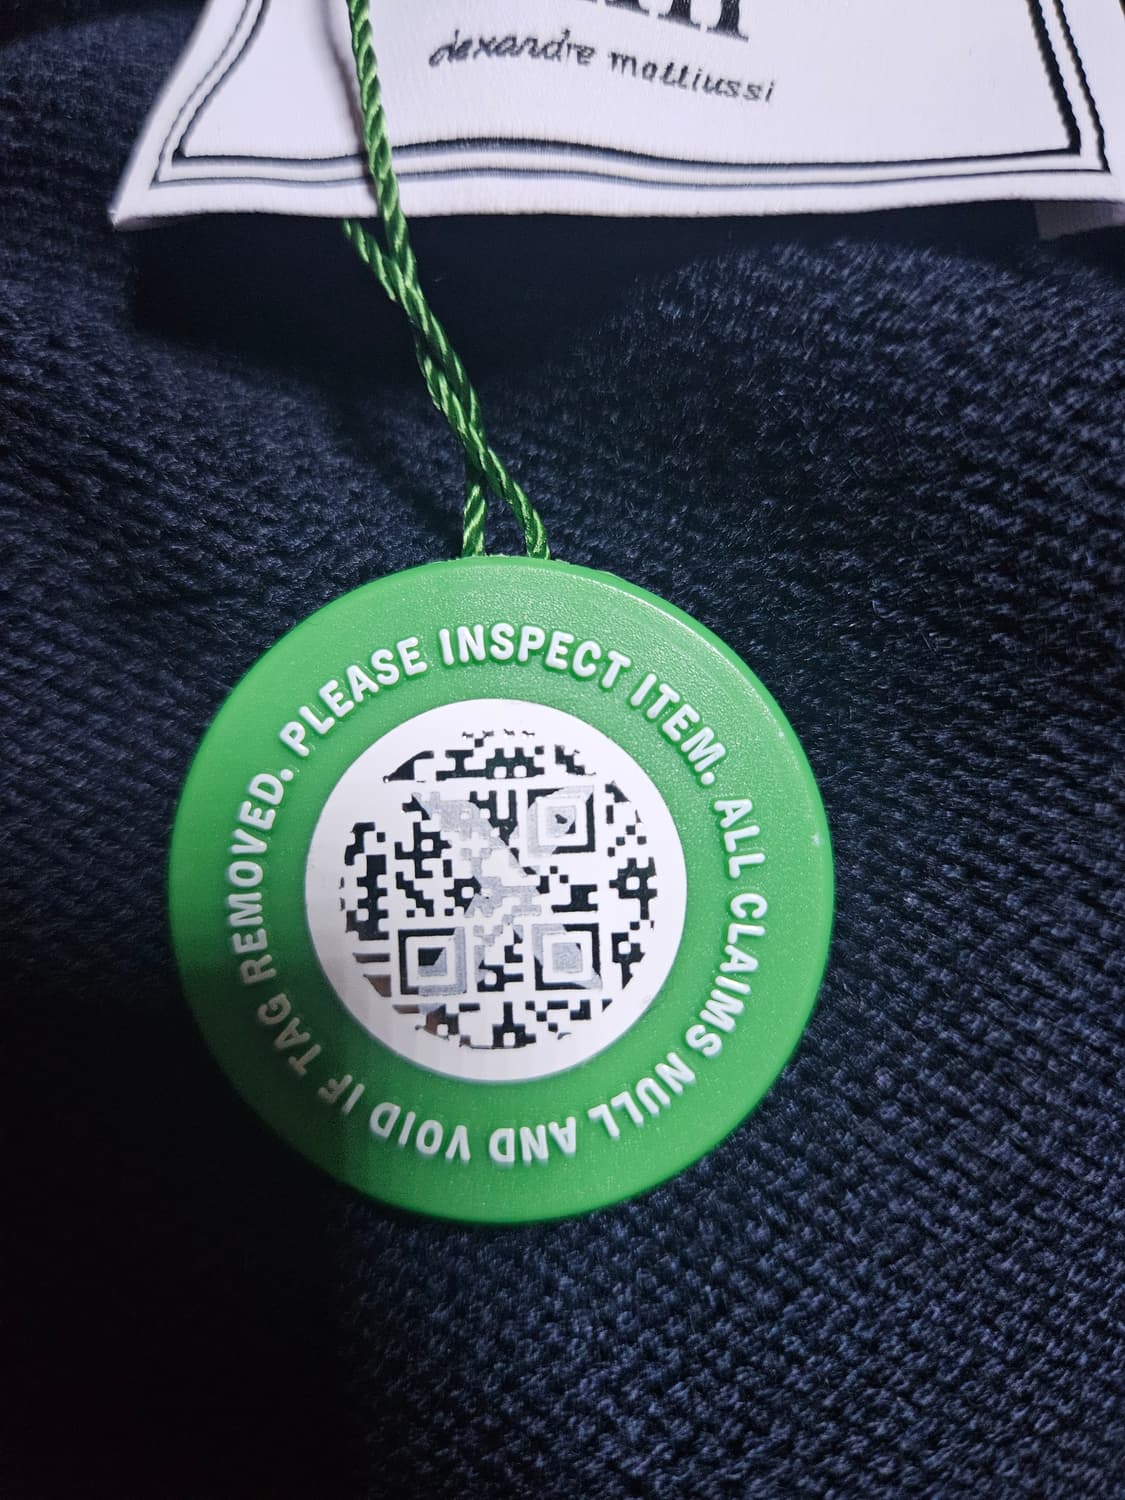 alexandre mattiussi
PLEASE INSPECT ITEM. ALL CLAIMS NULL AND VOID IF TAG REMOVED.